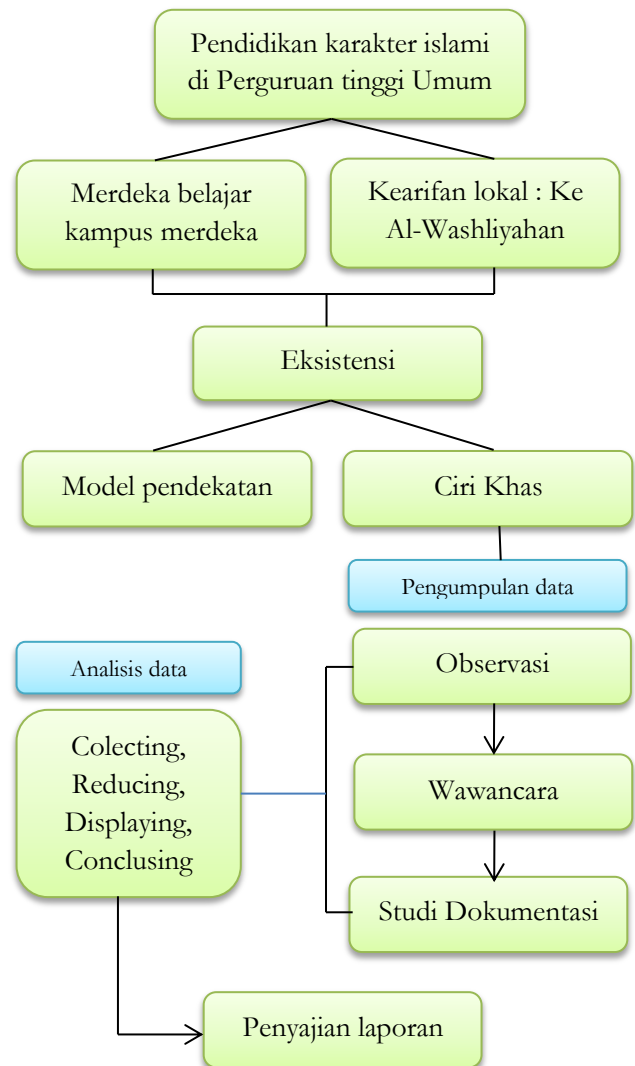 Pendidikan karakter islami
di Perguruan tinggi Umum
Merdeka belajar
kampus merdeka
Kearifan lokal : Ke
Al-Washliyahan
Eksistensi
Model pendekatan
Ciri Khas
Pengumpulan data
Analisis data
Observasi
Colecting,
Reducing,
Displaying,
Conclusing
Wawancara
Studi Dokumentasi
Penyajian laporan